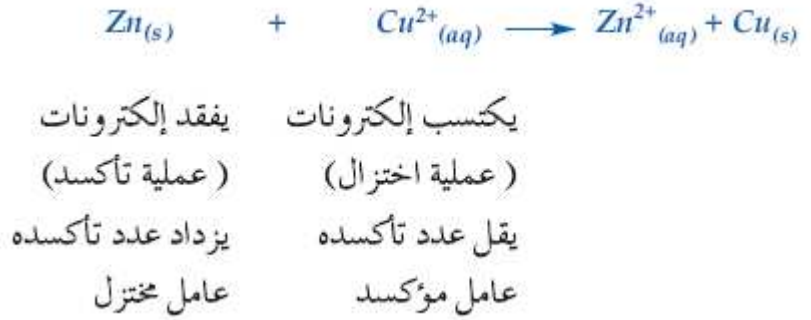 Zn(s) + Cu²⁺(aq) ⟶ Zn²⁺(aq) + Cu(s)
يكتسب إلكترونات يفقد إلكترونات
( عملية اختزال) ( عملية تأكسد)
يقل عدد تأكسده يزداد عدد تأكسده
عامل مؤكسد عامل مختزل